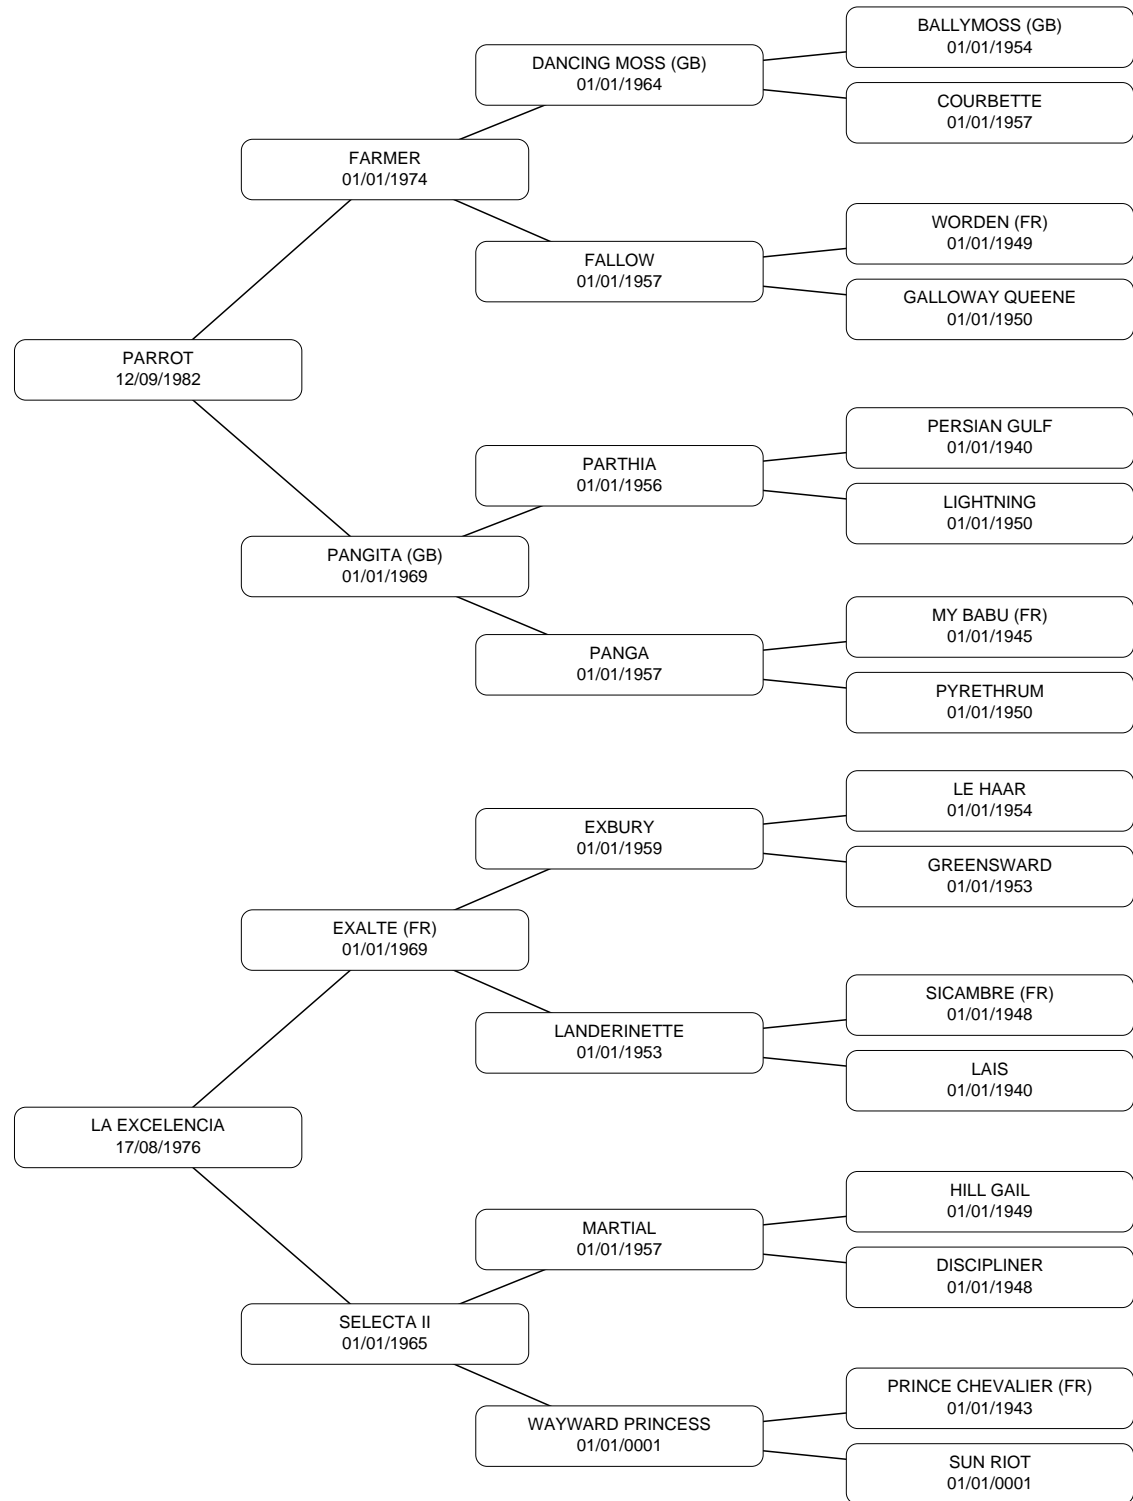 BALLYMOSS (GB)
01/01/1954
DANCING MOSS (GB)
01/01/1964
COURBETTE
01/01/1957
FARMER
01/01/1974
WORDEN (FR)
01/01/1949
FALLOW
01/01/1957
GALLOWAY QUEENE
01/01/1950
PARROT
12/09/1982
PERSIAN GULF
01/01/1940
PARTHIA
01/01/1956
LIGHTNING
01/01/1950
PANGITA (GB)
01/01/1969
MY BABU (FR)
01/01/1945
PANGA
01/01/1957
PYRETHRUM
01/01/1950
LE HAAR
01/01/1954
EXBURY
01/01/1959
GREENSWARD
01/01/1953
EXALTE (FR)
01/01/1969
SICAMBRE (FR)
01/01/1948
LANDERINETTE
01/01/1953
LAIS
01/01/1940
LA EXCELENCIA
17/08/1976
HILL GAIL
01/01/1949
MARTIAL
01/01/1957
DISCIPLINER
01/01/1948
SELECTA II
01/01/1965
PRINCE CHEVALIER (FR)
01/01/1943
WAYWARD PRINCESS
01/01/0001
SUN RIOT
01/01/0001